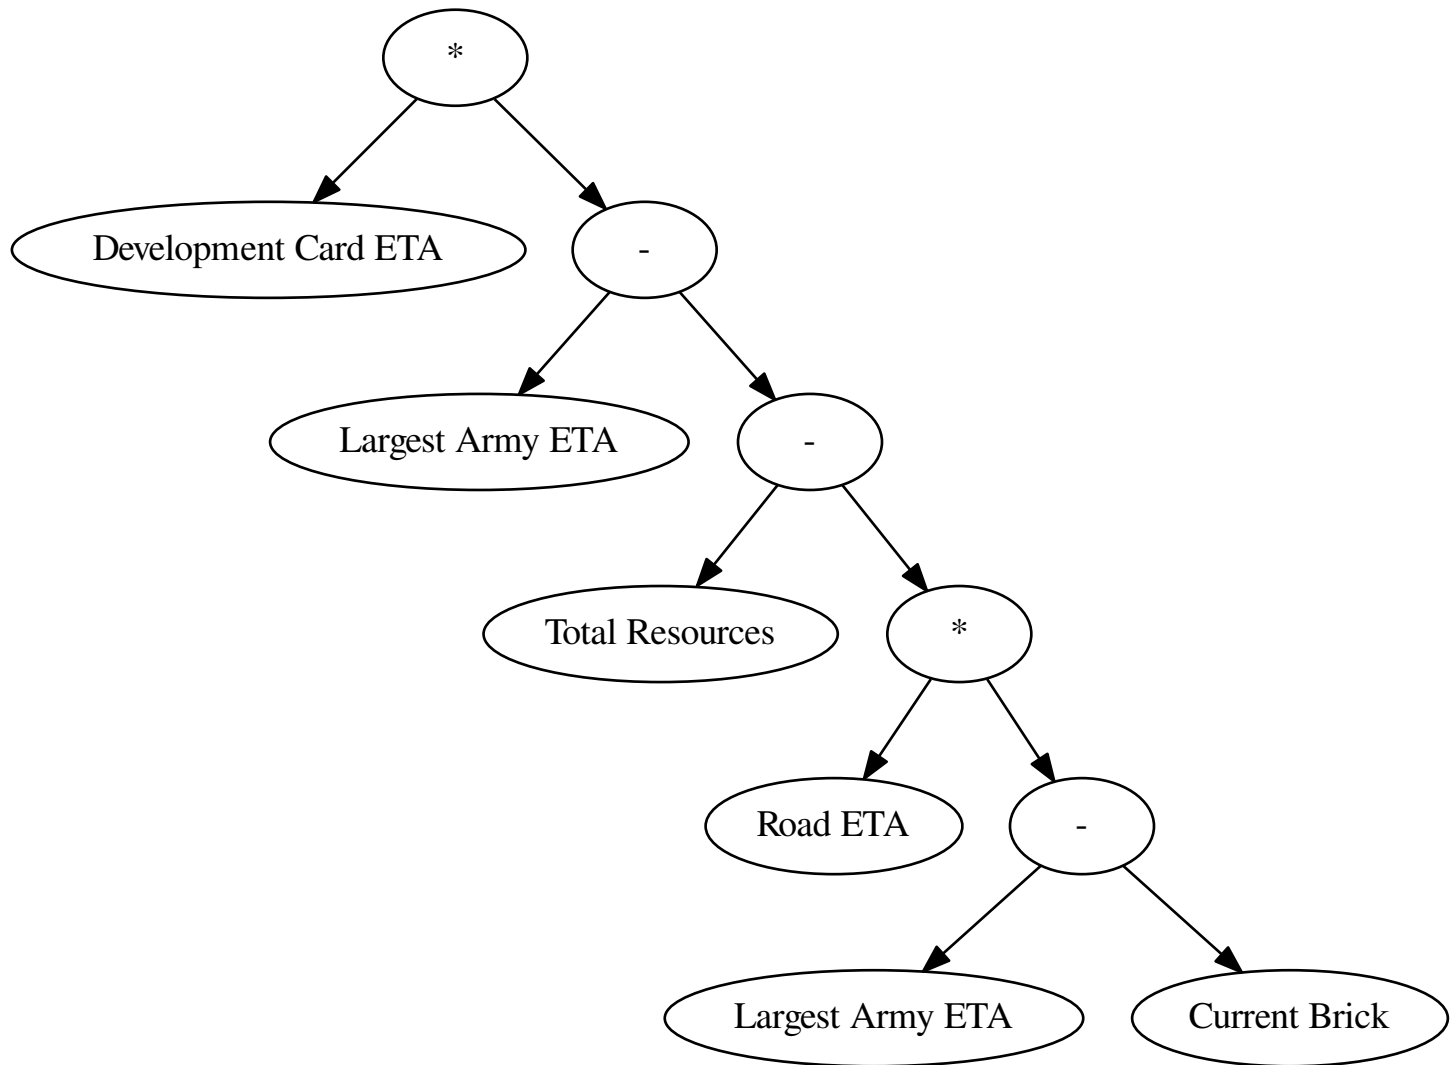 *
Development Card ETA
-
Largest Army ETA
-
Total Resources
*
Road ETA
-
Largest Army ETA
Current Brick